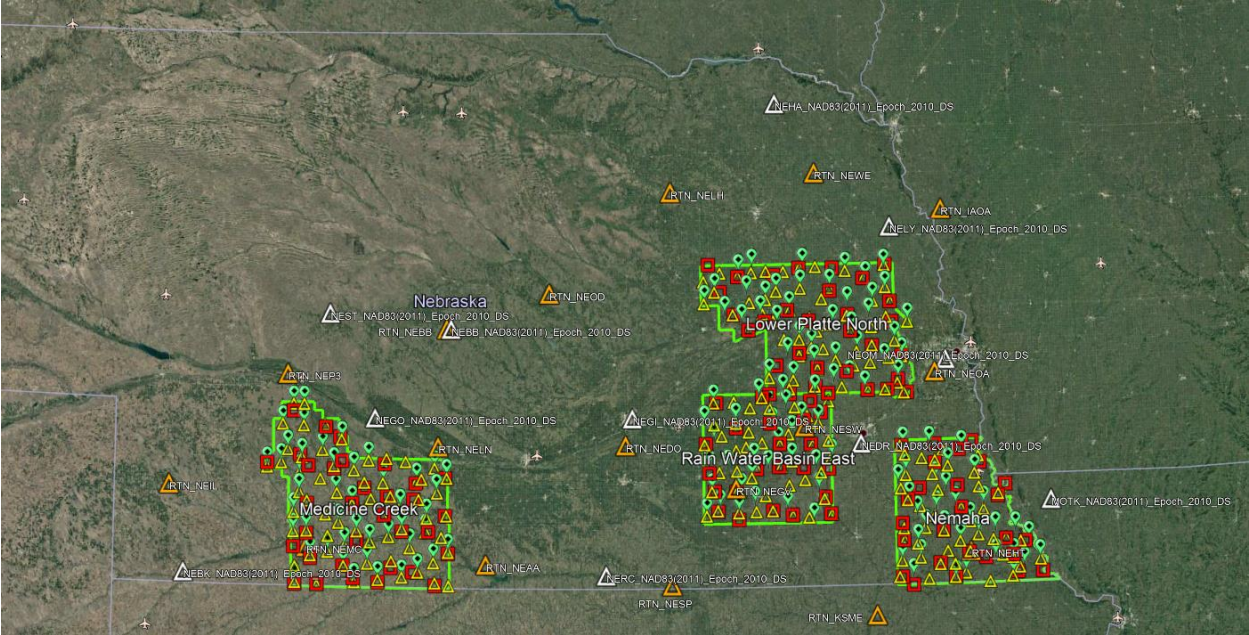 NEHA_NAD83(2011)_Epoch_2010_DS
RTN_NEWE
RTN_NELH
RTN_IAOA
NELY_NAD83(2011)_Epoch_2010_DS
Nebraska
RTN_NEOD
NEST_NAD83(2011)_Epoch_2010_DS
RTN_NEBB
NEBB_NAD83(2011)_Epoch_2010_DS
Lower Platte North
NEOM_NAD83(2011)_Epoch_2010_DS
RTN_NEOA
RTN_NEP3
NEGO_NAD83(2011)_Epoch_2010_DS
NEGI_NAD83(2011)_Epoch_2010_DS
RTN_NESW
RTN_NELN
RTN_NEDO
NEDR_NAD83(2011)_Epoch_2010_DS
Rain Water Basin East
RTN_NEIL
RTN_NEGV
MOTK_NAD83(2011)_Epoch_2010_DS
Medicine Creek
Nemaha
RTN_NEMC
RTN_NEHT
RTN_NEAA
NEBK_NAD83(2011)_Epoch_2010_DS
NERC_NAD83(2011)_Epoch_2010_DS
RTN_NESP
RTN_KSME